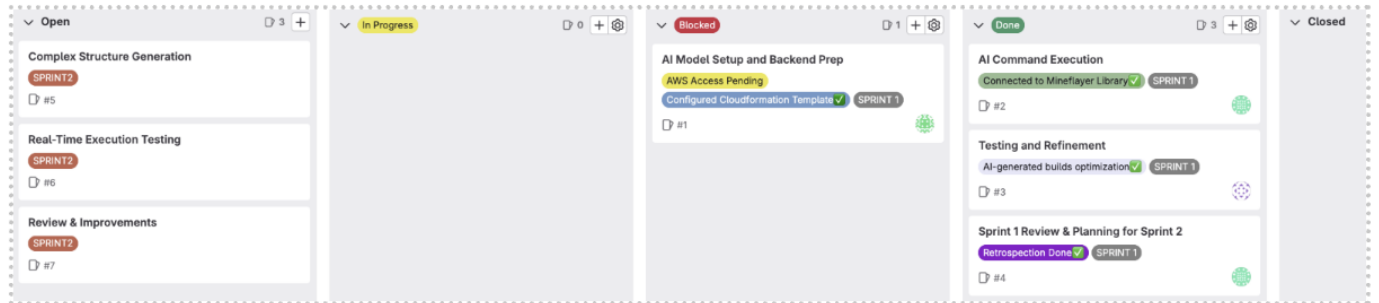 Open 3 +
Complex Structure Generation
SPRINT2
#5
Real-Time Execution Testing
SPRINT2
#6
Review & Improvements
SPRINT2
#7
In Progress 0 +
Blocked 1 +
AI Model Setup and Backend Prep
AWS Access Pending
Configured Cloudformation Template✅ SPRINT 1
#1
Done 3 +
AI Command Execution
Connected to Mineflayer Library✅ SPRINT 1
#2
Testing and Refinement
AI-generated builds optimization✅ SPRINT 1
#3
Sprint 1 Review & Planning for Sprint 2
Retrospection Done✅ SPRINT 1
#4
Closed